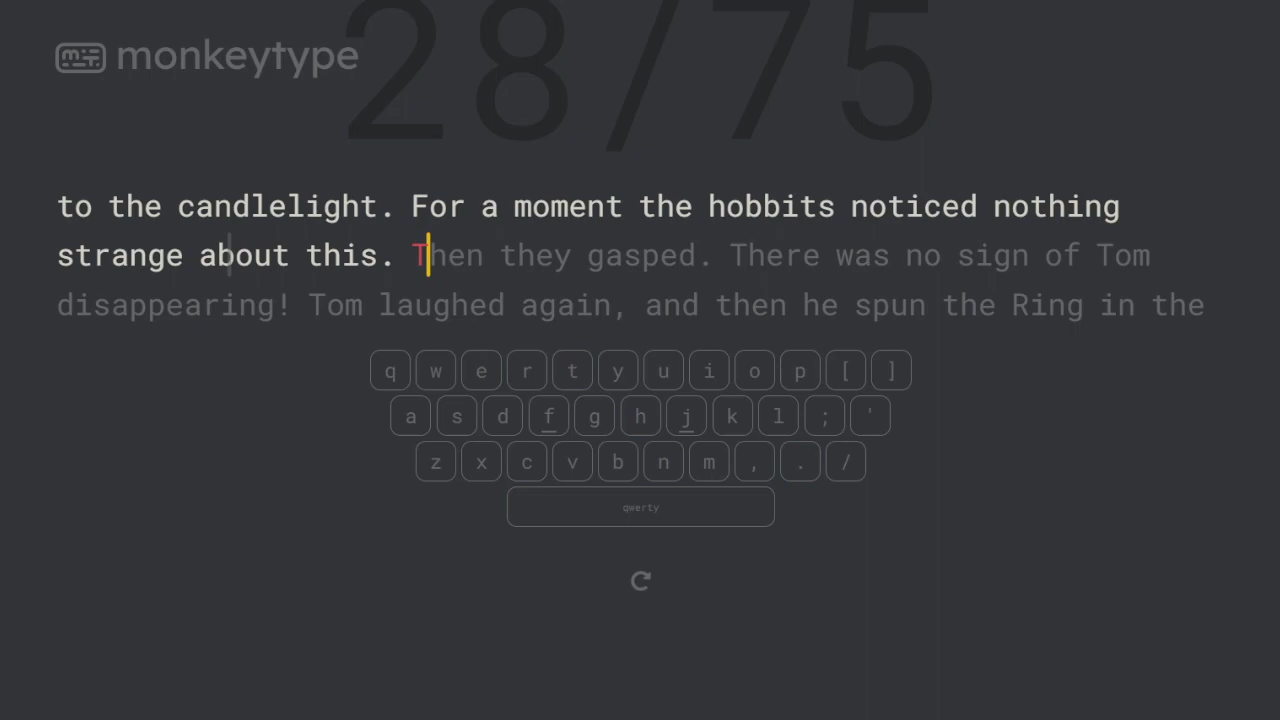 28/75
monkeytype
to the candlelight. For a moment the hobbits noticed nothing
strange about this. Then they gasped. There was no sign of Tom
disappearing! Tom laughed again, and then he spun the Ring in the
q w e r t y u i o p [ ]
a s d f g h j k l ; '
z x c v b n m , . /
qwerty